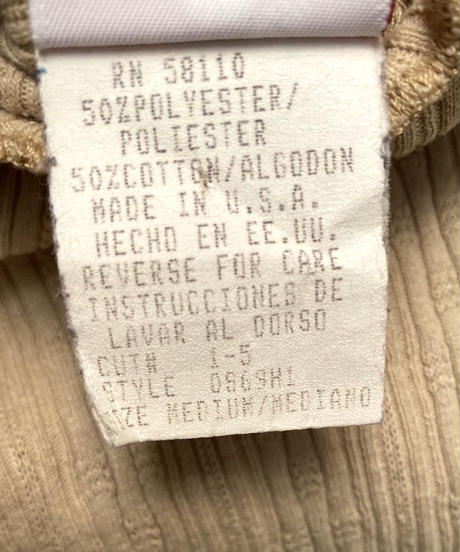 RN 58110
50%POLYESTER/
POLIESTER
50%COTTON/ALGODON
MADE IN U.S.A.
HECHO EN EE.UU.
REVERSE FOR CARE
INSTRUCCIONES DE
LAVAR AL DORSO
CUT# 1-5
STYLE 0969H1
SIZE MEDIUM/MEDIANO